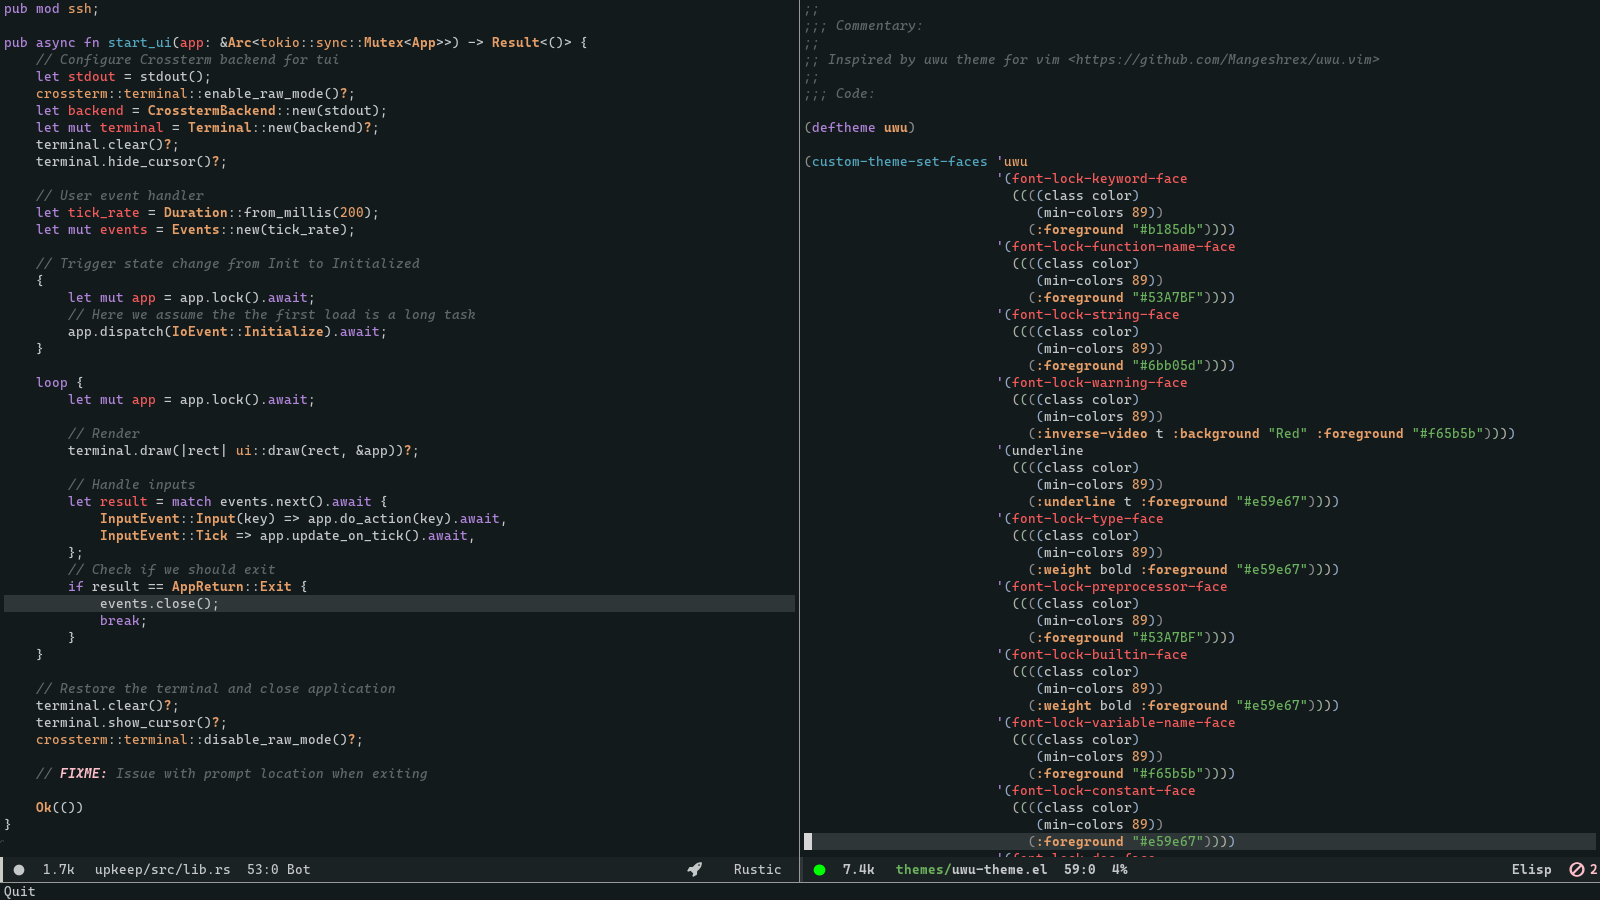 pub mod ssh;

pub async fn start_ui(app: &Arc<tokio::sync::Mutex<App>>) -> Result<()> {
    // Configure Crossterm backend for tui
    let stdout = stdout();
    crossterm::terminal::enable_raw_mode()?;
    let backend = CrosstermBackend::new(stdout);
    let mut terminal = Terminal::new(backend)?;
    terminal.clear()?;
    terminal.hide_cursor()?;

    // User event handler
    let tick_rate = Duration::from_millis(200);
    let mut events = Events::new(tick_rate);

    // Trigger state change from Init to Initialized
    {
        let mut app = app.lock().await;
        // Here we assume the the first load is a long task
        app.dispatch(IoEvent::Initialize).await;
    }

    loop {
        let mut app = app.lock().await;

        // Render
        terminal.draw(|rect| ui::draw(rect, &app))?;

        // Handle inputs
        let result = match events.next().await {
            InputEvent::Input(key) => app.do_action(key).await,
            InputEvent::Tick => app.update_on_tick().await,
        };
        // Check if we should exit
        if result == AppReturn::Exit {
            events.close();
            break;
        }
    }

    // Restore the terminal and close application
    terminal.clear()?;
    terminal.show_cursor()?;
    crossterm::terminal::disable_raw_mode()?;

    // FIXME: Issue with prompt location when exiting

    Ok(())
}
1.7k upkeep/src/lib.rs 53:0 Bot Rustic
;;
;;; Commentary:
;;
;; Inspired by uwu theme for vim <https://github.com/Mangeshrex/uwu.vim>
;;
;;; Code:

(deftheme uwu)

(custom-theme-set-faces 'uwu
                        '(font-lock-keyword-face
                          ((((class color)
                             (min-colors 89))
                            (:foreground "#b185db"))))
                        '(font-lock-function-name-face
                          ((((class color)
                             (min-colors 89))
                            (:foreground "#53A7BF"))))
                        '(font-lock-string-face
                          ((((class color)
                             (min-colors 89))
                            (:foreground "#6bb05d"))))
                        '(font-lock-warning-face
                          ((((class color)
                             (min-colors 89))
                            (:inverse-video t :background "Red" :foreground "#f65b5b"))))
                        '(underline
                          ((((class color)
                             (min-colors 89))
                            (:underline t :foreground "#e59e67"))))
                        '(font-lock-type-face
                          ((((class color)
                             (min-colors 89))
                            (:weight bold :foreground "#e59e67"))))
                        '(font-lock-preprocessor-face
                          ((((class color)
                             (min-colors 89))
                            (:foreground "#53A7BF"))))
                        '(font-lock-builtin-face
                          ((((class color)
                             (min-colors 89))
                            (:weight bold :foreground "#e59e67"))))
                        '(font-lock-variable-name-face
                          ((((class color)
                             (min-colors 89))
                            (:foreground "#f65b5b"))))
                        '(font-lock-constant-face
                          ((((class color)
                             (min-colors 89))
                            (:foreground "#e59e67"))))
                        '(font-lock-doc-face
7.4k themes/uwu-theme.el 59:0 4% Elisp 2
Quit